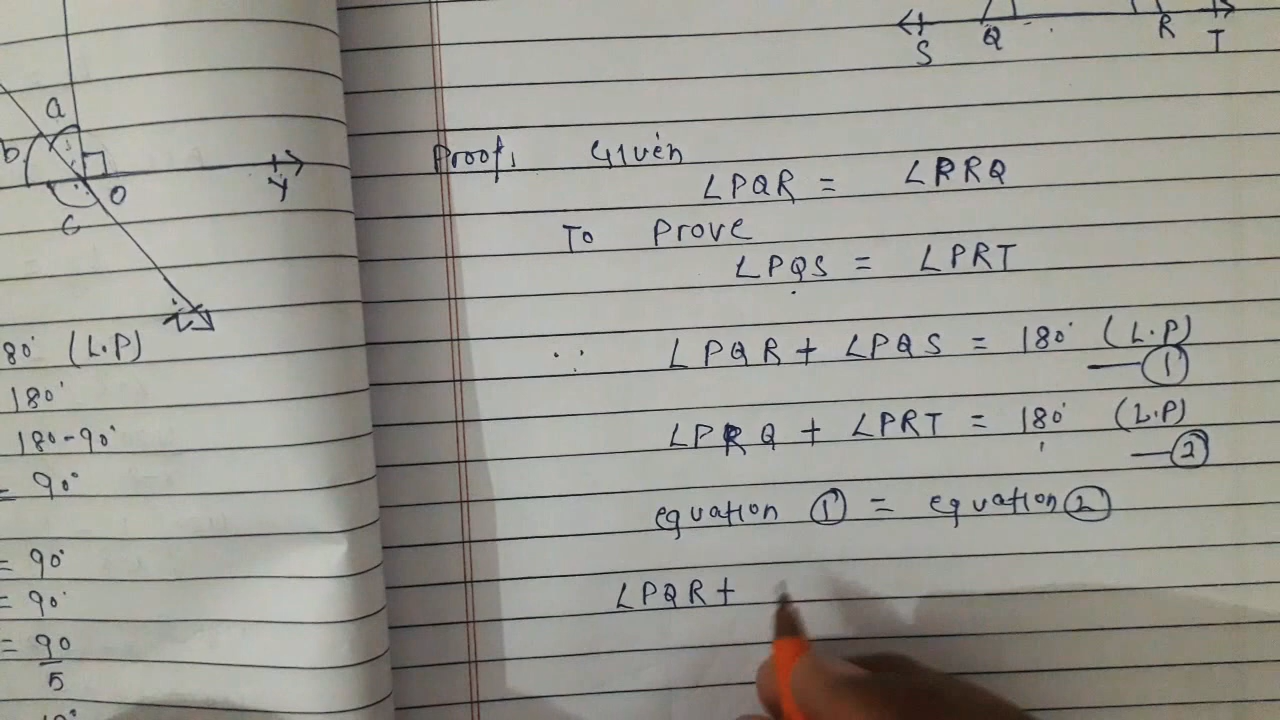 a
b
O
Y
c
80° (L.P)
180°
180-90°
= 90°
= 90°
= 90°
= 90
5
S Q R T
Proof, Given
∠PQR = ∠PRQ
To Prove
∠PQS = ∠PRT
∵ ∠PQR + ∠PQS = 180° (L.P)
— ①
∠PRQ + ∠PRT = 180° (L.P)
— ②
equation ① = equation ②
∠PQR +